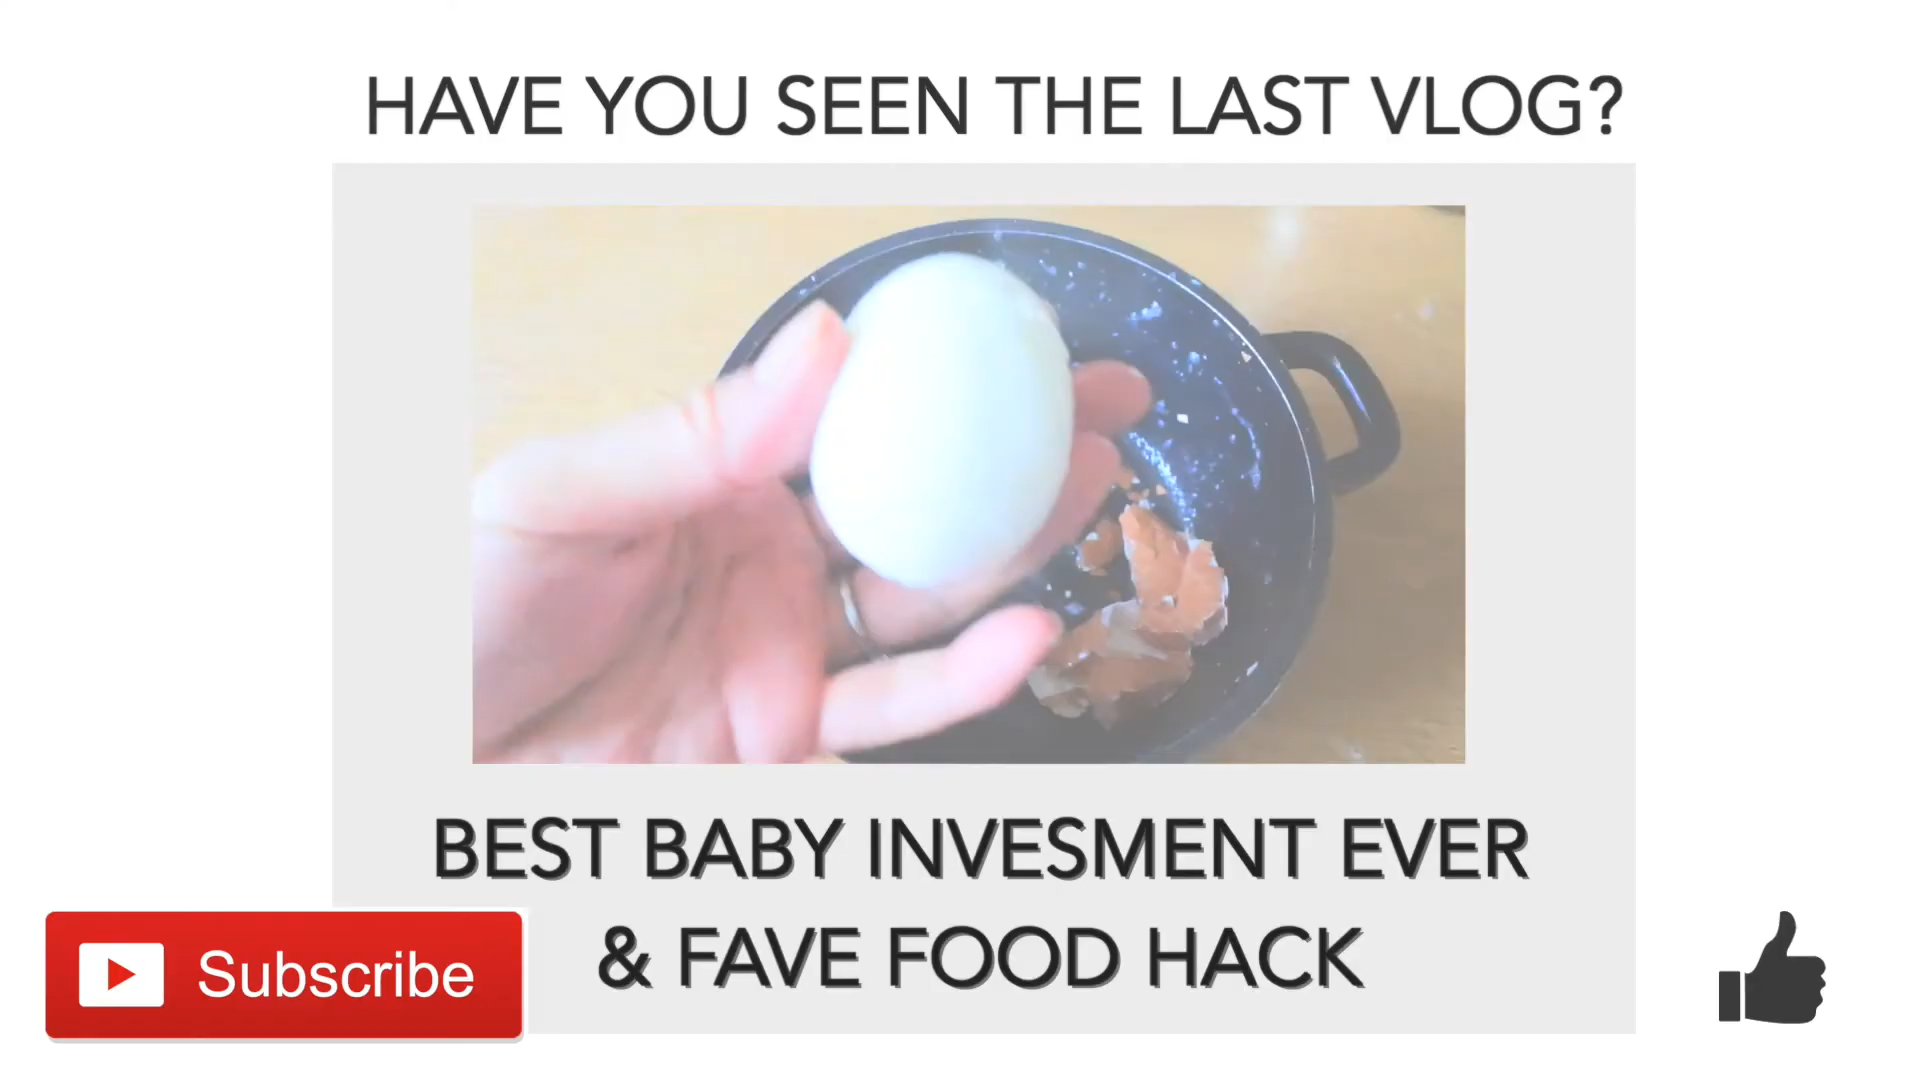 HAVE YOU SEEN THE LAST VLOG?
BEST BABY INVESMENT EVER
& FAVE FOOD HACK
Subscribe